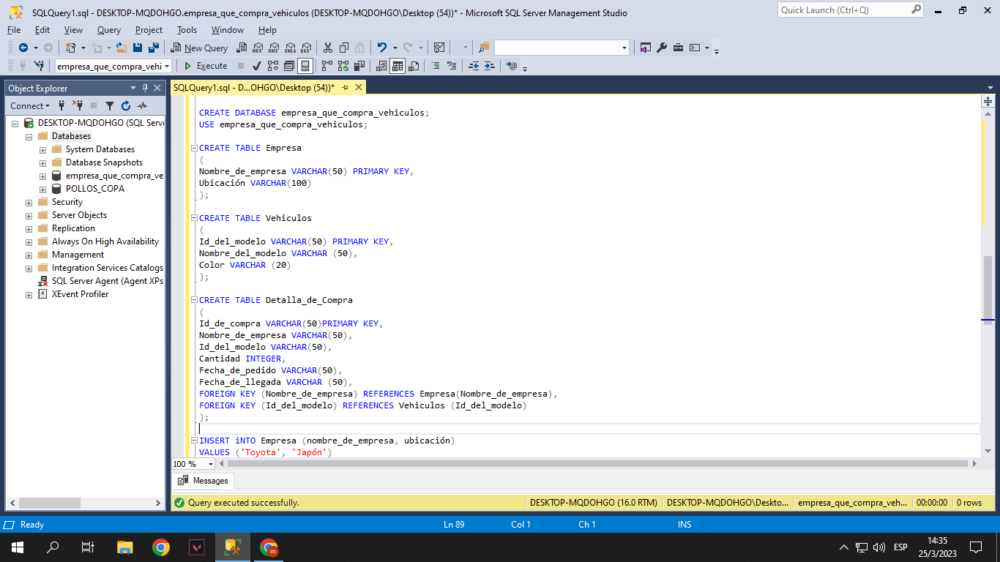 SQLQuery1.sql - DESKTOP-MQDOHGO.empresa_que_compra_vehiculos (DESKTOP-MQDOHGO\Desktop (54))* - Microsoft SQL Server Management Studio
Quick Launch (Ctrl+Q)
File Edit View Query Project Tools Window Help
New Query
MDX DMX XMLA DAX
empresa_que_compra_vehi
Execute
Object Explorer
SQLQuery1.sql - D...OHGO\Desktop (54))*
Connect
DESKTOP-MQDOHGO (SQL Serve
Databases
System Databases
Database Snapshots
empresa_que_compra_ve
POLLOS_COPA
Security
Server Objects
Replication
Always On High Availability
Management
Integration Services Catalogs
SQL Server Agent (Agent XPs
XEvent Profiler
CREATE DATABASE empresa_que_compra_vehiculos;
USE empresa_que_compra_vehiculos;
CREATE TABLE Empresa
(
Nombre_de_empresa VARCHAR(50) PRIMARY KEY,
Ubicación VARCHAR(100)
);
CREATE TABLE Vehiculos
(
Id_del_modelo VARCHAR(50) PRIMARY KEY,
Nombre_del_modelo VARCHAR (50),
Color VARCHAR (20)
);
CREATE TABLE Detalla_de_Compra
(
Id_de_compra VARCHAR(50)PRIMARY KEY,
Nombre_de_empresa VARCHAR(50),
Id_del_modelo VARCHAR(50),
Cantidad INTEGER,
Fecha_de_pedido VARCHAR(50),
Fecha_de_llegada VARCHAR (50),
FOREIGN KEY (Nombre_de_empresa) REFERENCES Empresa(Nombre_de_empresa),
FOREIGN KEY (Id_del_modelo) REFERENCES Vehiculos (Id_del_modelo)
);
INSERT iNTO Empresa (nombre_de_empresa, ubicación)
VALUES ('Toyota', 'Japón')
100 %
Messages
Query executed successfully.
DESKTOP-MQDOHGO (16.0 RTM)
DESKTOP-MQDOHGO\Deskto...
empresa_que_compra_veh...
00:00:00
0 rows
Ready
Ln 89
Col 1
Ch 1
INS
ESP
14:35
25/3/2023